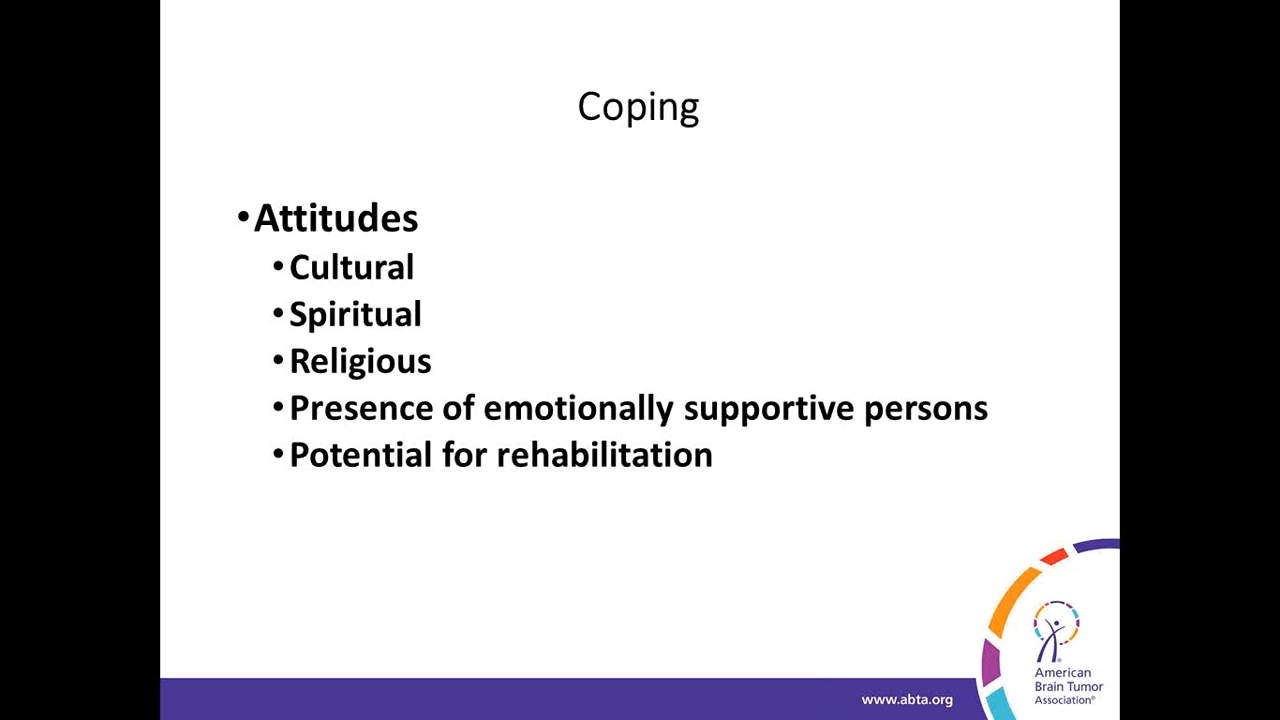 Coping
•Attitudes
•Cultural
•Spiritual
•Religious
•Presence of emotionally supportive persons
•Potential for rehabilitation
www.abta.org
American
Brain Tumor
Association®